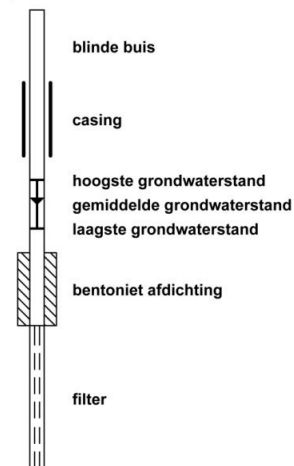 blinde buis
casing
hoogste grondwaterstand
gemiddelde grondwaterstand
laagste grondwaterstand
bentoniet afdichting
filter